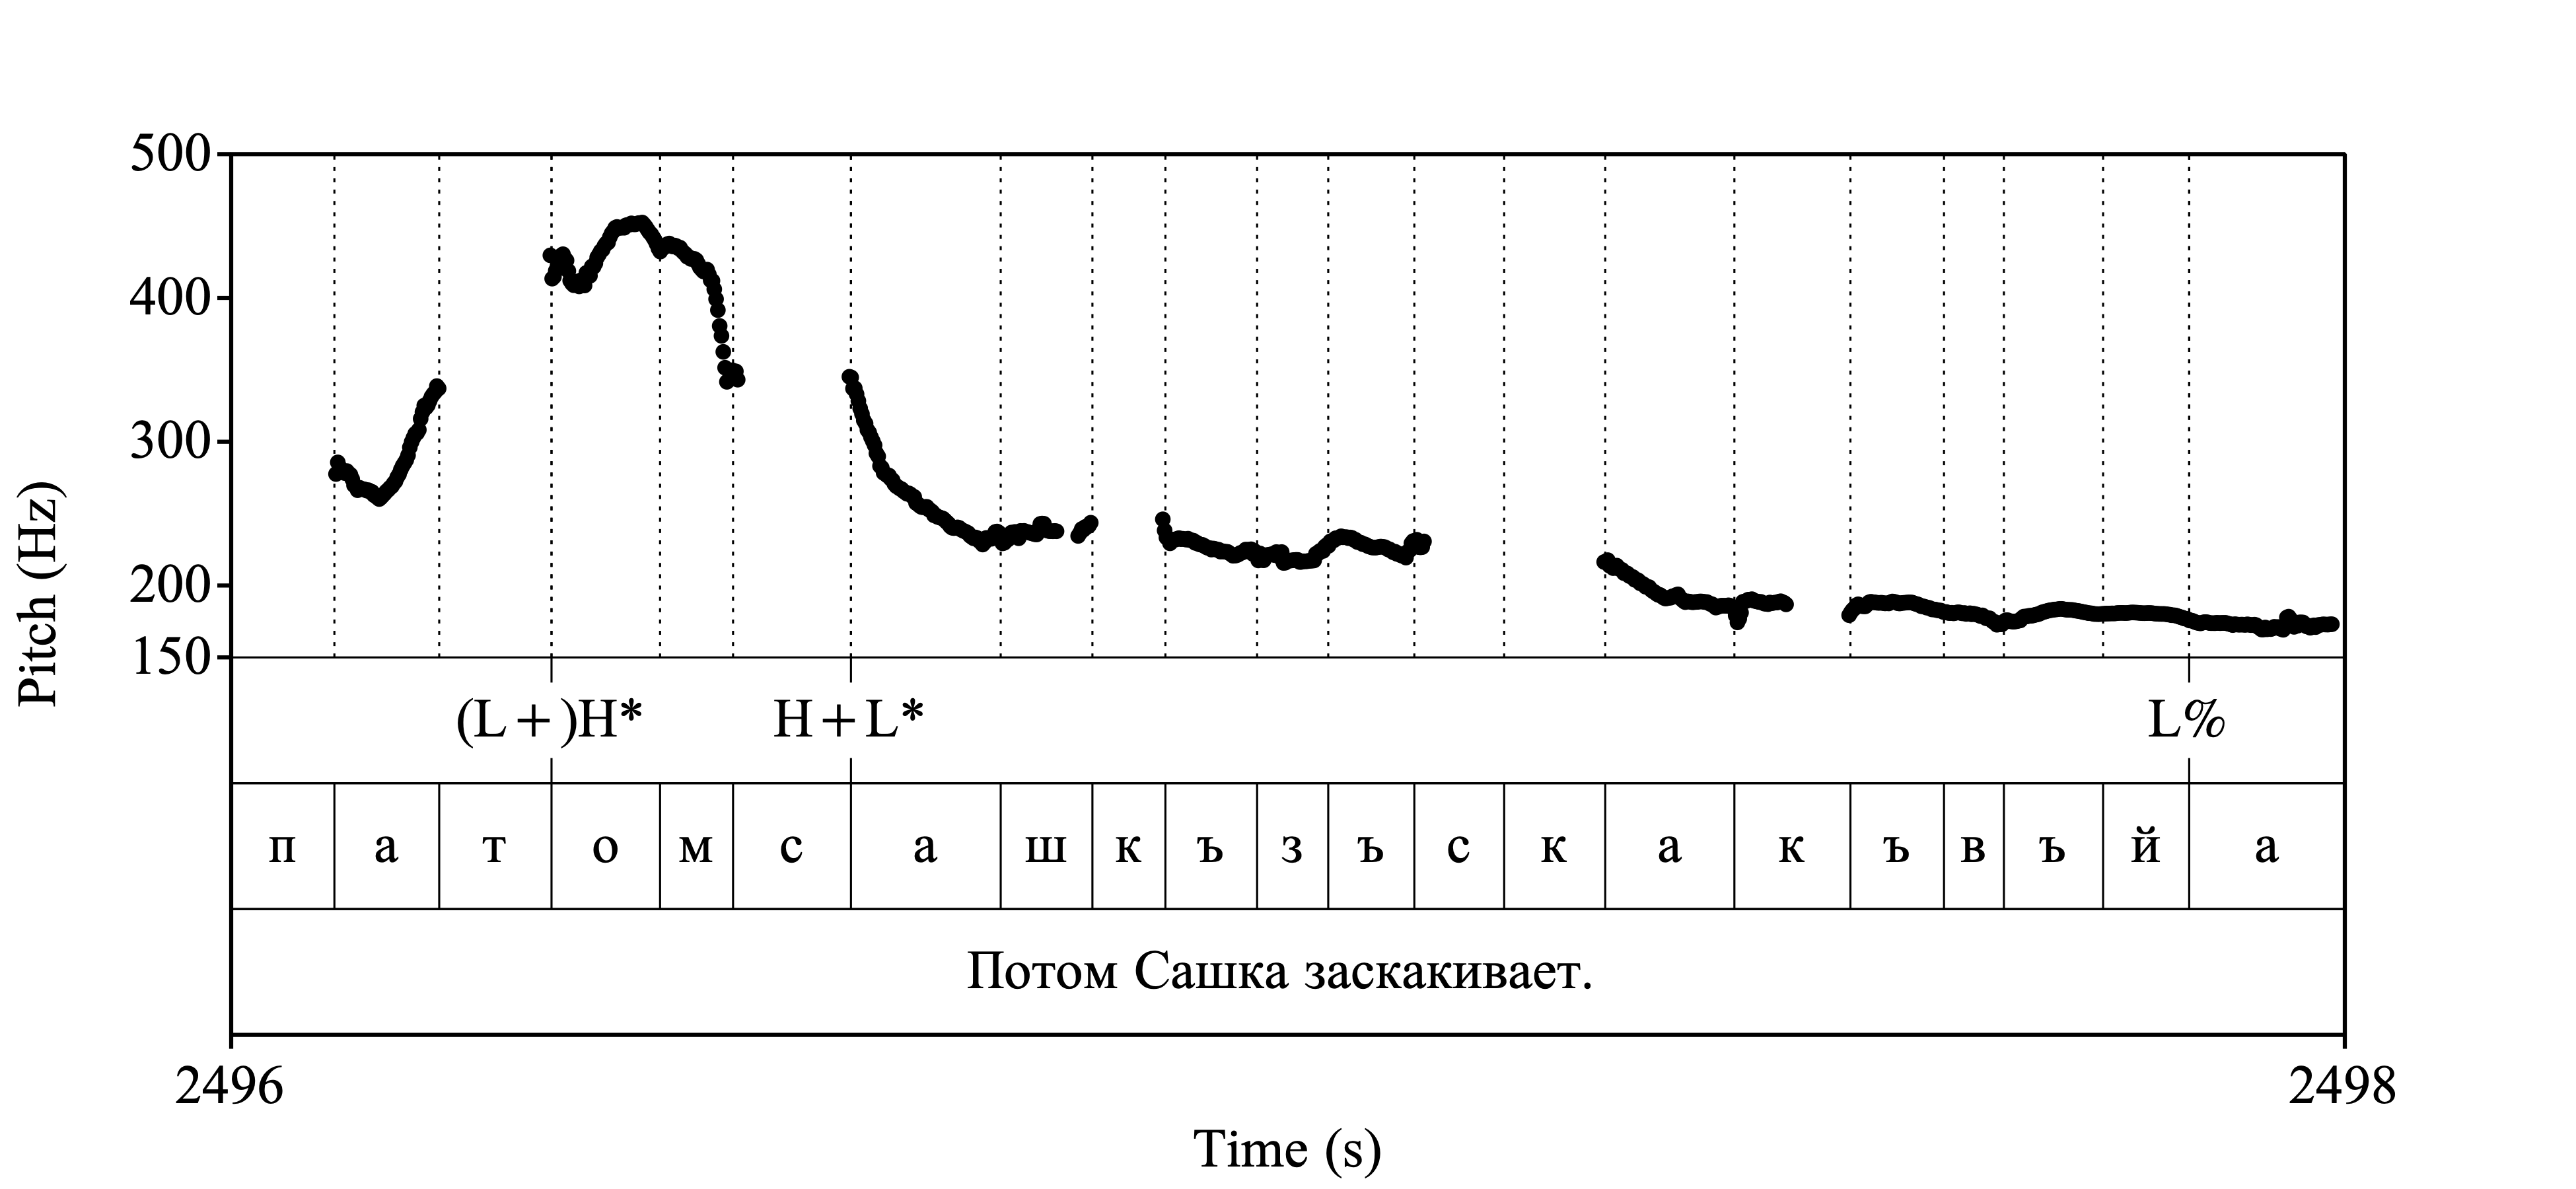 500
400
300
200
150
Pitch (Hz)
(L+)H* H+L* L%
п а т о м с а ш к ъ з ъ с к а к ъ в ъ й а
Потом Сашка заскакивает.
2496 2498
Time (s)